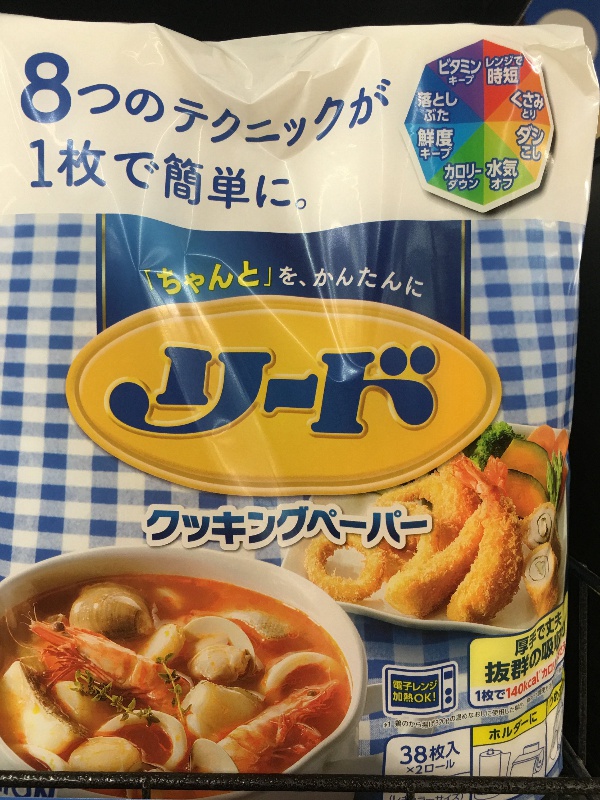 8つのテクニックが
1枚で簡単に。
ビタミン
キープ
レンジで
時短
くさみ
とり
ダシ
こし
水気
オフ
カロリー
ダウン
鮮度
キープ
落とし
ぶた
「ちゃんと」を、かんたんに
リード
クッキングペーパー
厚手で丈夫
抜群の吸収
1枚で140kcal
電子レンジ
加熱OK!
38枚入
×2ロール
ホルダーに